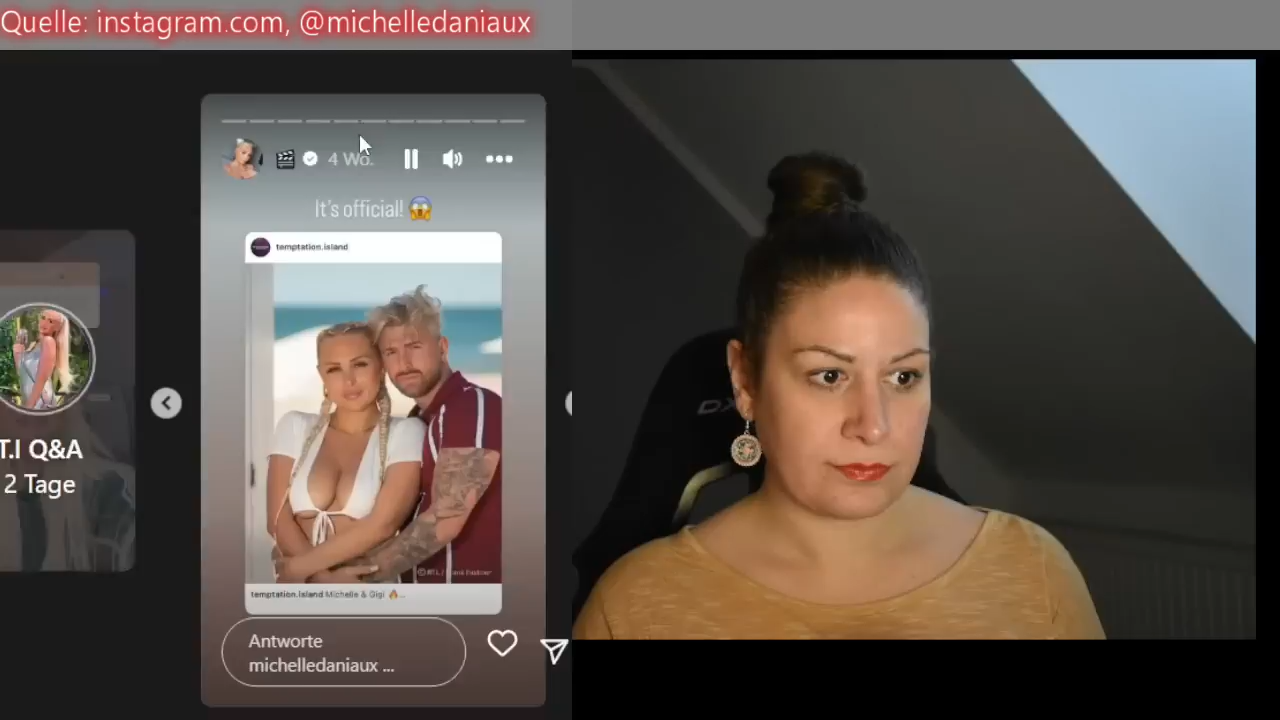 Quelle: instagram.com, @michelledaniaux
4 Wo.
It's official! 😱
temptation.island
temptation.island Michelle & Gigi 🔥...
T.I Q&A
2 Tage
Antworte
michelledaniaux ...